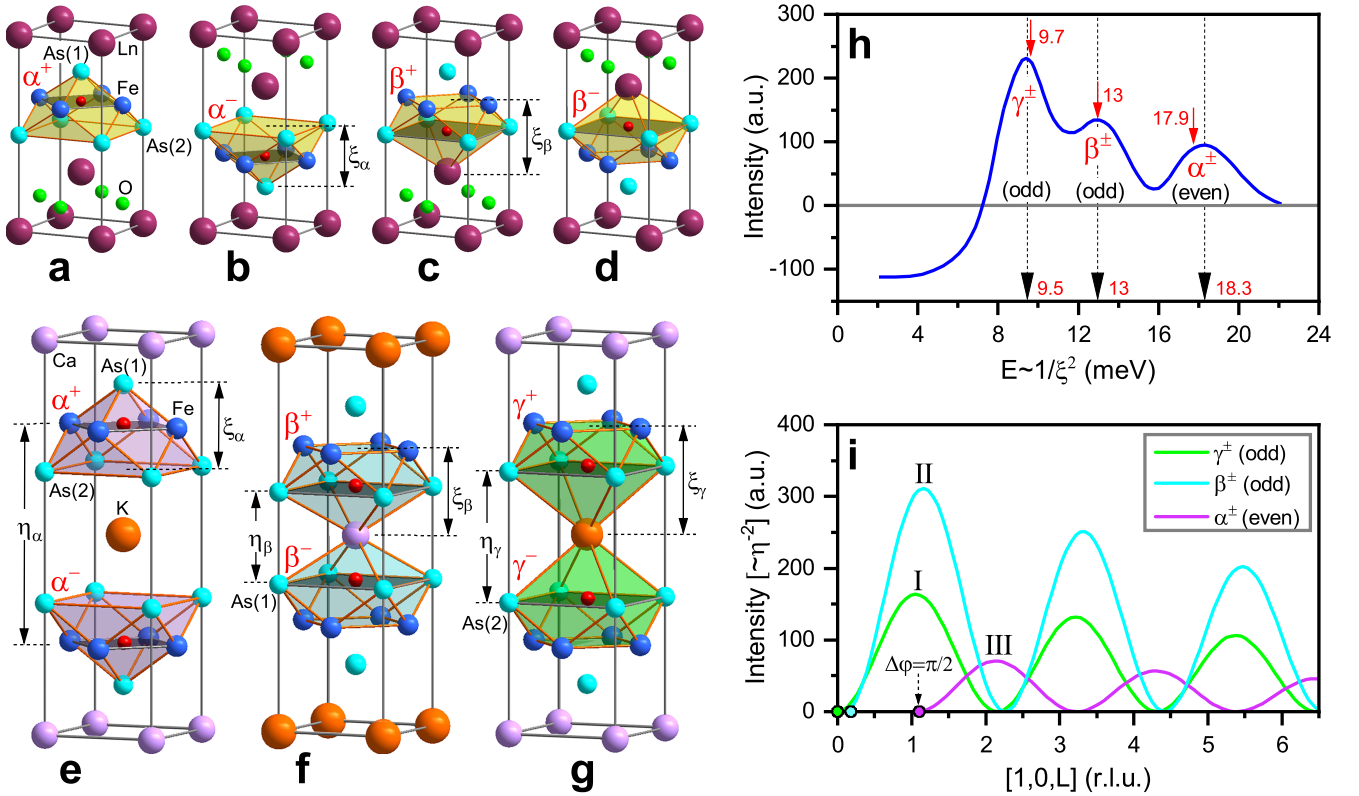 Ln
As(1)
α+
Fe
As(2)
O
a
α−
ξα
b
β+
ξβ
c
β−
d
Ca
As(1)
α+
Fe
ξα
As(2)
K
ηα
α−
e
β+
ξβ
ηβ
β−
As(1)
f
γ+
ξγ
ηγ
γ−
As(2)
g
h
300
200
100
0
-100
Intensity (a.u.)
9.7
γ±
13
β±
17.9
α±
(odd)
(odd)
(even)
9.5
13
18.3
0 4 8 12 16 20 24
E~1/ξ2 (meV)
i
400
300
200
100
0
Intensity [~η-2] (a.u.)
γ± (odd)
β± (odd)
α± (even)
II
I
III
Δφ=π/2
0 1 2 3 4 5 6
[1,0,L] (r.l.u.)